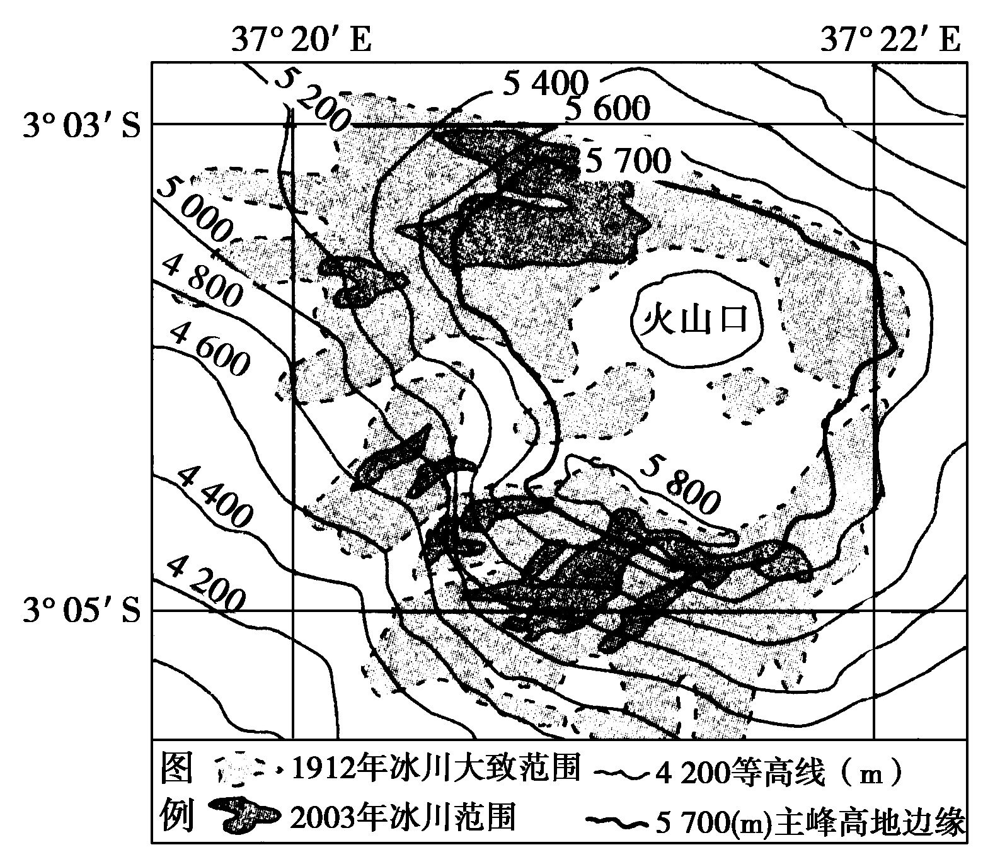 37° 20′ E
37° 22′ E
5 200
5 400
5 600
3° 03′ S
5 700
5 000
4 800
火山口
4 600
4 400
5 800
4 200
3° 05′ S
图例
1912年冰川大致范围
4 200等高线（m）
2003年冰川范围
5 700(m)主峰高地边缘